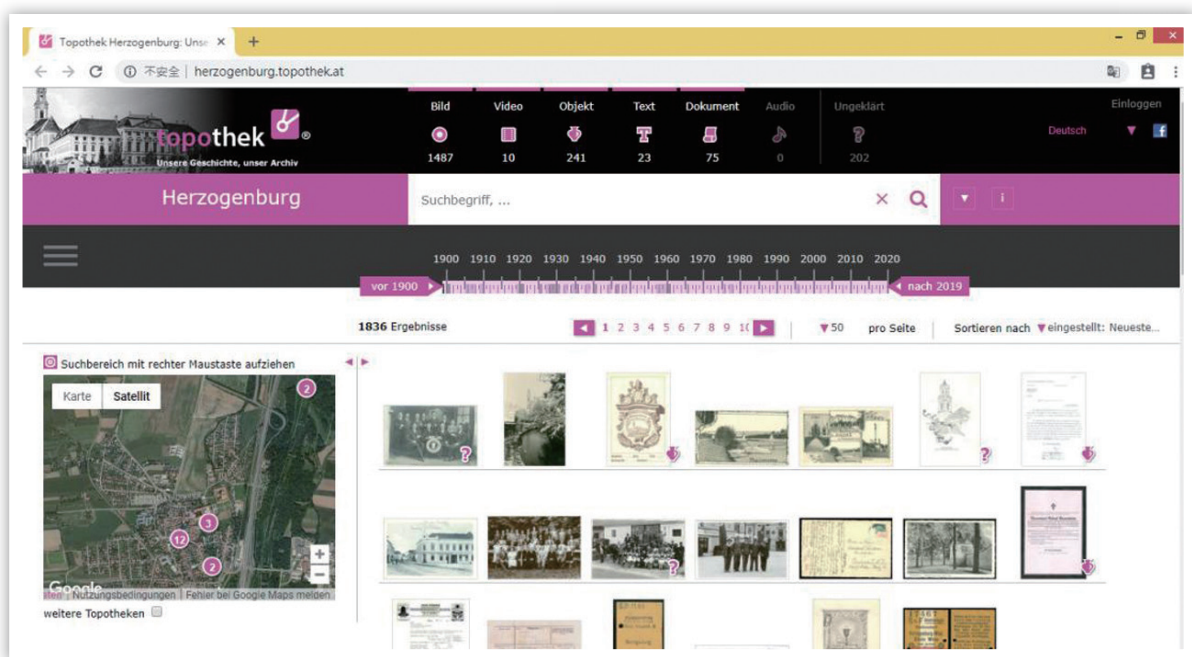 Topothek Herzogenburg: Unse
不安全 | herzogenburg.topothek.at
Bild Video Objekt Text Dokument Audio Ungeklärt Einloggen
topothek ®
Deutsch
1487 10 241 23 75 0 202
Unsere Geschichte, unser Archiv
Herzogenburg
Suchbegriff, ...
1900 1910 1920 1930 1940 1950 1960 1970 1980 1990 2000 2010 2020
vor 1900 nach 2019
1836 Ergebnisse 1 2 3 4 5 6 7 8 9 1( 50 pro Seite Sortieren nach eingestellt: Neueste...
Suchbereich mit rechter Maustaste aufziehen
Karte Satellit
2
3
12
2
Google
Nutzungsbedingungen Fehler bei Google Maps melden
weitere Topotheken